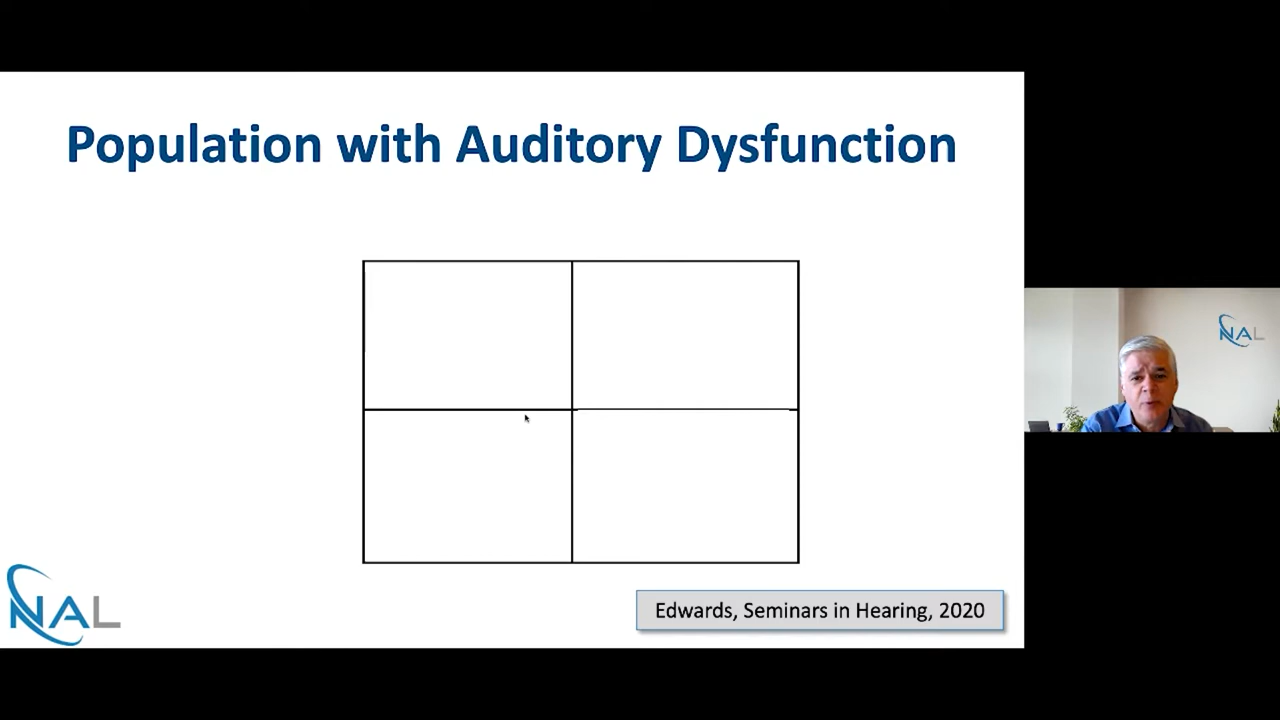 Population with Auditory Dysfunction
NAL
NAL
Edwards, Seminars in Hearing, 2020